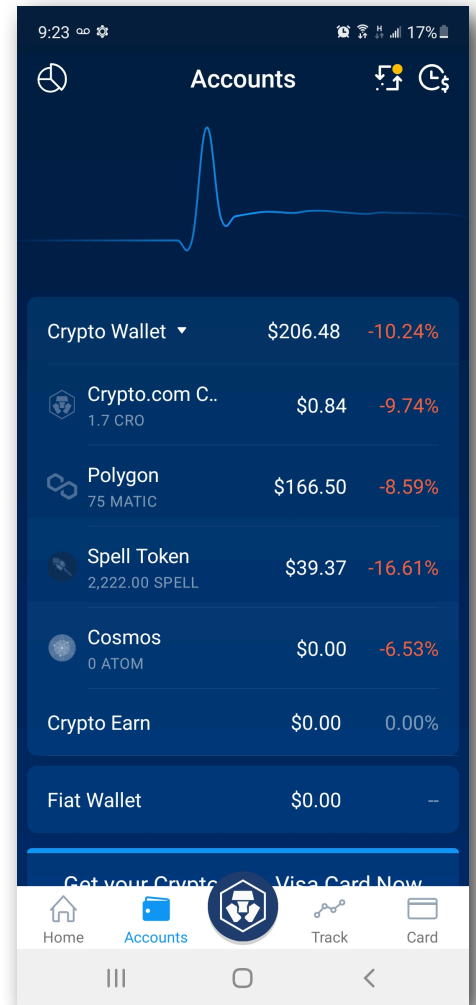 9:23
17%
Accounts
Crypto Wallet $206.48 -10.24%
Crypto.com C.. $0.84 -9.74%
1.7 CRO
Polygon $166.50 -8.59%
75 MATIC
Spell Token $39.37 -16.61%
2,222.00 SPELL
Cosmos $0.00 -6.53%
0 ATOM
Crypto Earn $0.00 0.00%
Fiat Wallet $0.00 --
Get your Crypto Visa Card Now
Home Accounts Track Card